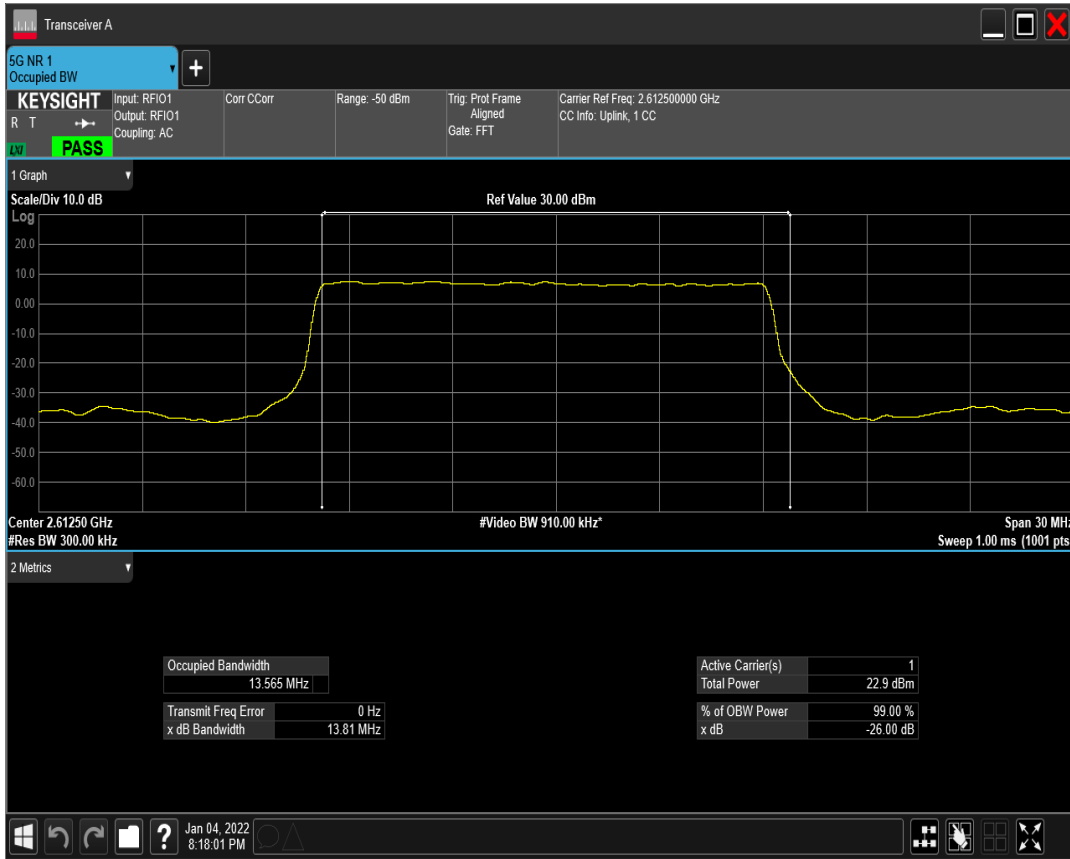 Transceiver A
5G NR 1
Occupied BW
+
KEYSIGHT
R T
LXI
PASS
Input: RFIO1
Output: RFIO1
Coupling: AC
Corr CCorr
Range: -50 dBm
Trig: Prot Frame
Aligned
Gate: FFT
Carrier Ref Freq: 2.612500000 GHz
CC Info: Uplink, 1 CC
1 Graph
Scale/Div 10.0 dB
Ref Value 30.00 dBm
Log
20.0
10.0
0.00
-10.0
-20.0
-30.0
-40.0
-50.0
-60.0
Center 2.61250 GHz
#Video BW 910.00 kHz*
Span 30 MHz
#Res BW 300.00 kHz
Sweep 1.00 ms (1001 pts
2 Metrics
Occupied Bandwidth
13.565 MHz
Transmit Freq Error 0 Hz
x dB Bandwidth 13.81 MHz
Active Carrier(s) 1
Total Power 22.9 dBm
% of OBW Power 99.00 %
x dB -26.00 dB
?
Jan 04, 2022
8:18:01 PM